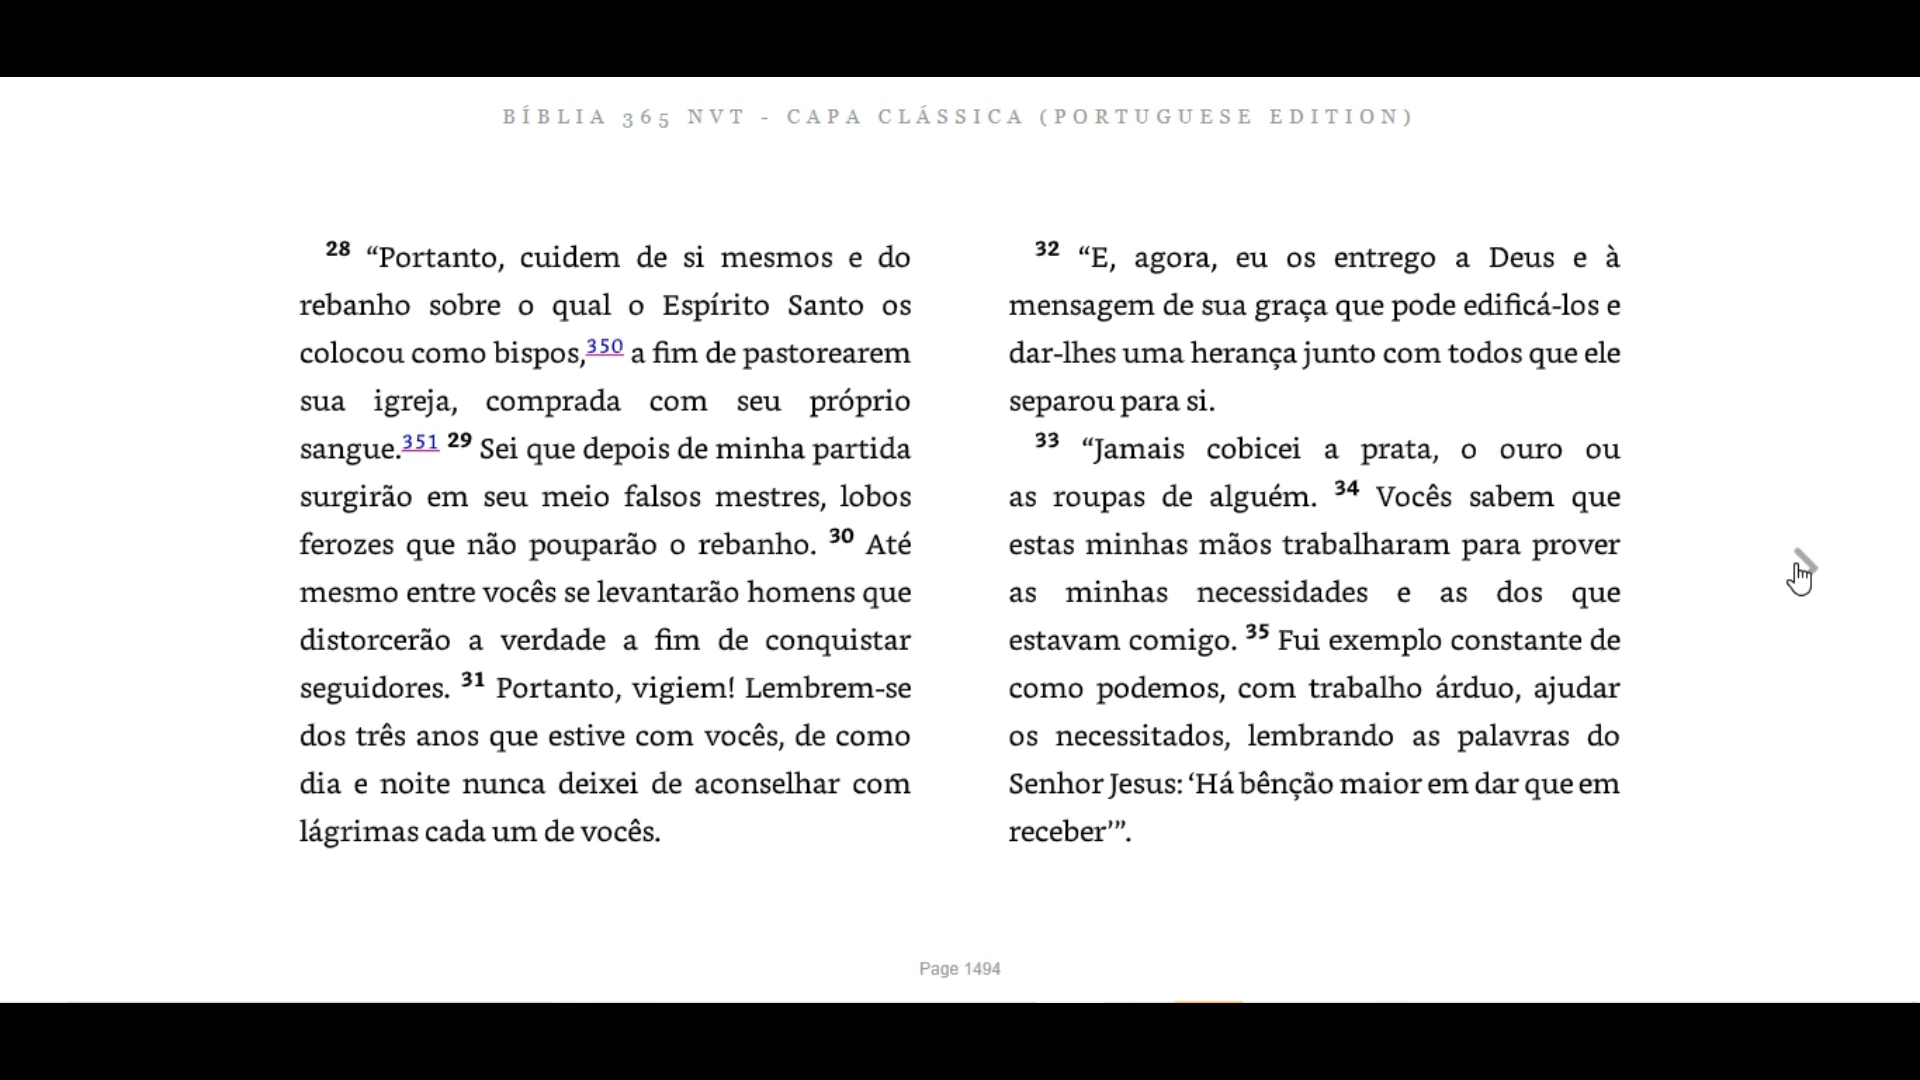 BÍBLIA 365 NVT - CAPA CLÁSSICA (PORTUGUESE EDITION)
28 “Portanto, cuidem de si mesmos e do
rebanho sobre o qual o Espírito Santo os
colocou como bispos,350 a fim de pastorearem
sua igreja, comprada com seu próprio
sangue.351 29 Sei que depois de minha partida
surgirão em seu meio falsos mestres, lobos
ferozes que não pouparão o rebanho. 30 Até
mesmo entre vocês se levantarão homens que
distorcerão a verdade a fim de conquistar
seguidores. 31 Portanto, vigiem! Lembrem-se
dos três anos que estive com vocês, de como
dia e noite nunca deixei de aconselhar com
lágrimas cada um de vocês.
32 “E, agora, eu os entrego a Deus e à
mensagem de sua graça que pode edificá-los e
dar-lhes uma herança junto com todos que ele
separou para si.
33 “Jamais cobicei a prata, o ouro ou
as roupas de alguém. 34 Vocês sabem que
estas minhas mãos trabalharam para prover
as minhas necessidades e as dos que
estavam comigo. 35 Fui exemplo constante de
como podemos, com trabalho árduo, ajudar
os necessitados, lembrando as palavras do
Senhor Jesus: ‘Há bênção maior em dar que em
receber’”.
Page 1494